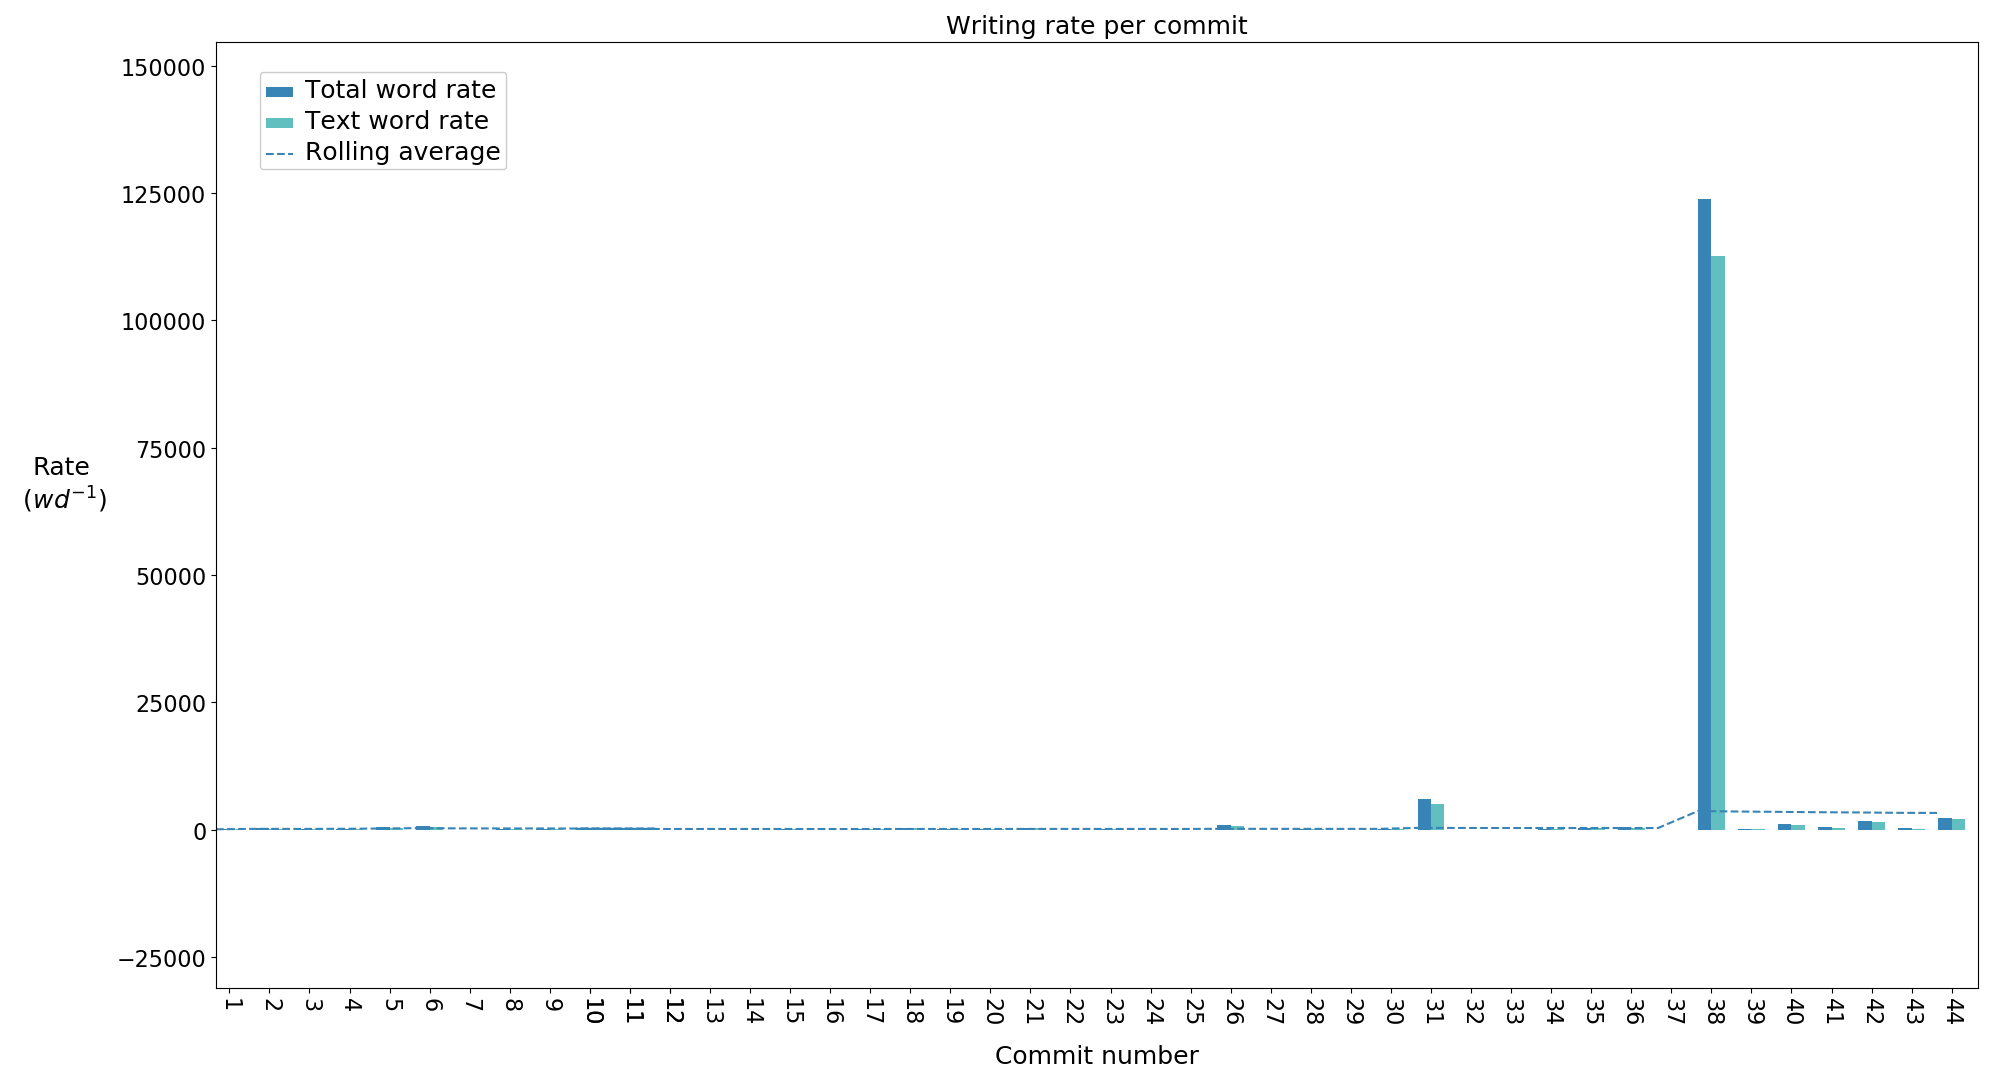 Writing rate per commit
150000
125000
100000
75000
50000
25000
0
−25000
Total word rate
Text word rate
Rolling average
Rate
(wd⁻¹)
1 2 3 4 5 6 7 8 9 10 11 12 13 14 15 16 17 18 19 20 21 22 23 24 25 26 27 28 29 30 31 32 33 34 35 36 37 38 39 40 41 42 43 44
Commit number